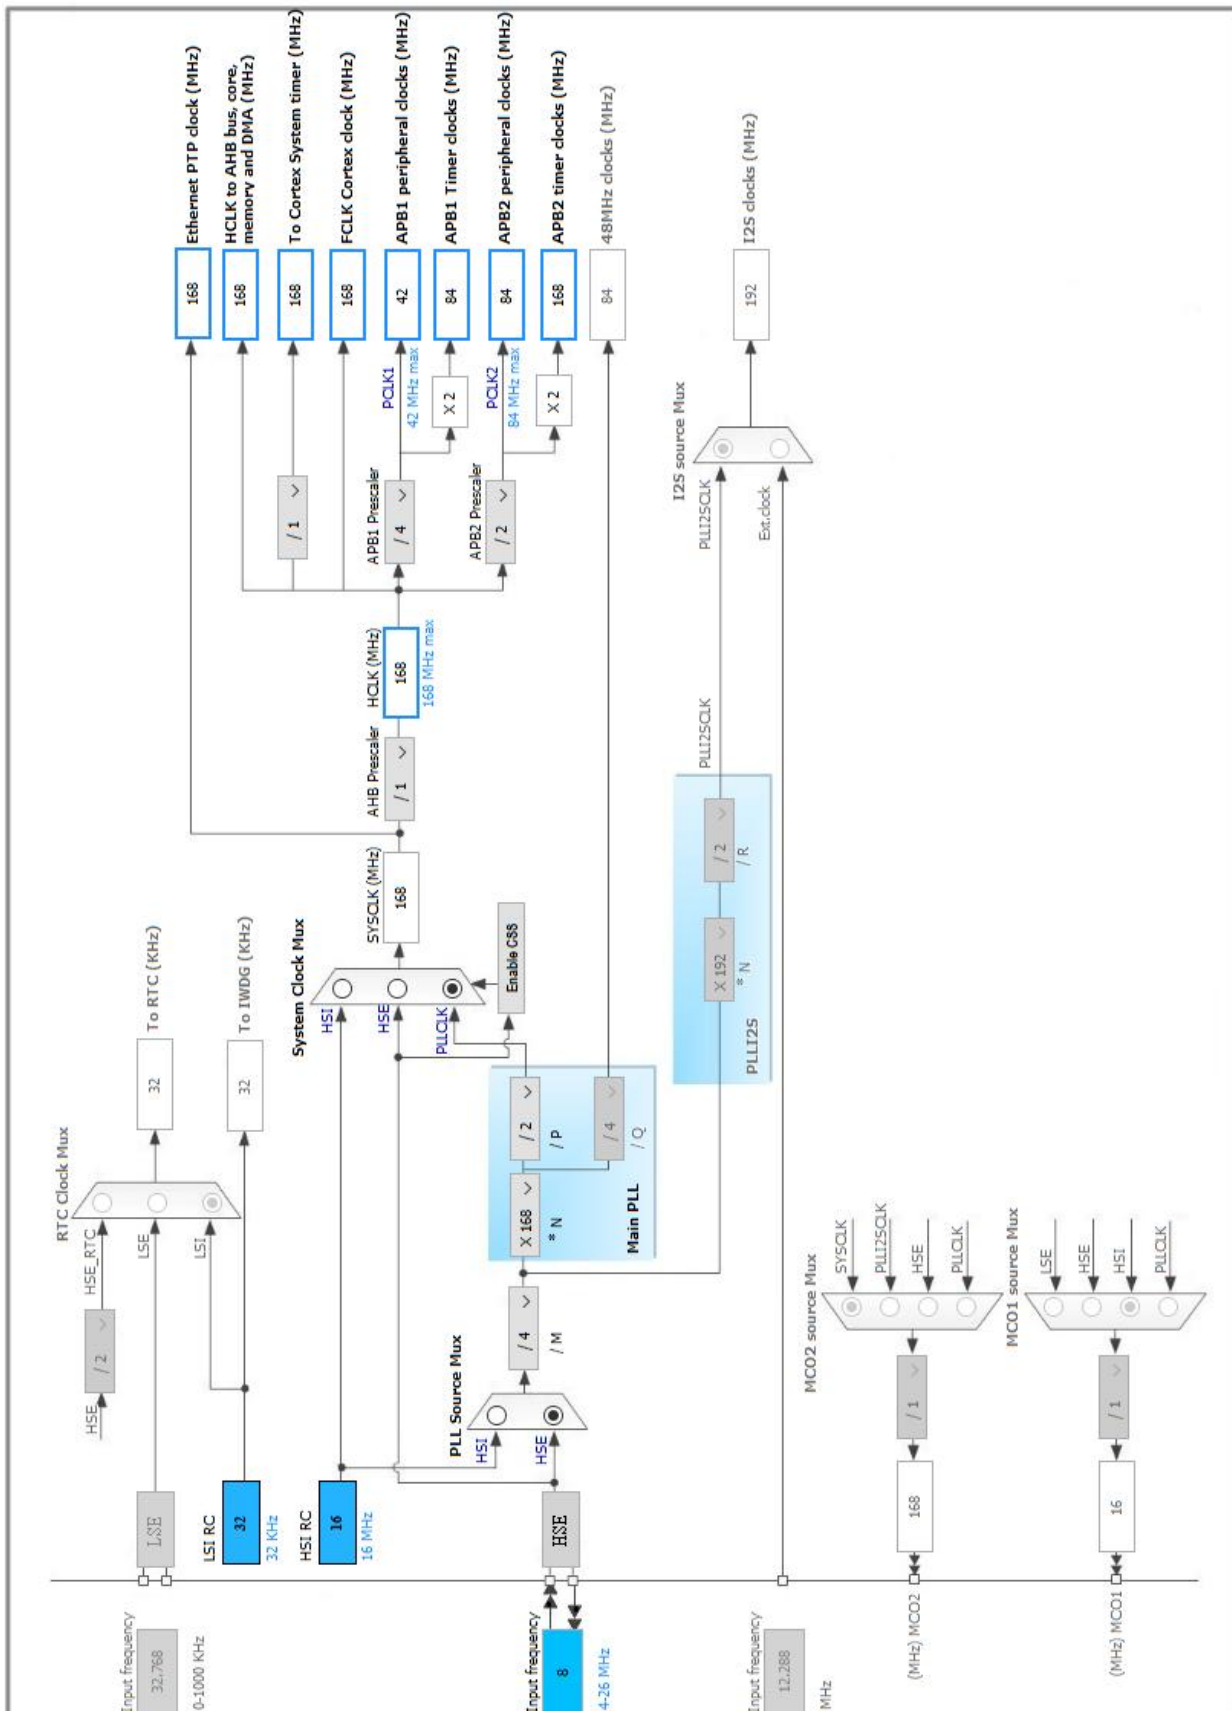 Input frequency
32.768
0-1000 KHz
LSE
HSE
/ 2
HSE_RTC
LSE
LSI
RTC Clock Mux
32
To RTC (KHz)
LSI RC
32
32 KHz
32
To IWDG (KHz)
HSI RC
16
16 MHz
System Clock Mux
HSI
HSE
PLLCLK
Enable CSS
SYSCLK (MHz)
168
AHB Prescaler
/ 1
HCLK (MHz)
168
168 MHz max
168
Ethernet PTP clock (MHz)
168
HCLK to AHB bus, core,
memory and DMA (MHz)
/ 1
168
To Cortex System timer (MHz)
168
FCLK Cortex clock (MHz)
APB1 Prescaler
/ 4
PCLK1
42 MHz max
42
APB1 peripheral clocks (MHz)
X 2
84
APB1 Timer clocks (MHz)
APB2 Prescaler
/ 2
PCLK2
84 MHz max
84
APB2 peripheral clocks (MHz)
X 2
168
APB2 timer clocks (MHz)
84
48MHz clocks (MHz)
Input frequency
8
4-26 MHz
HSE
PLL Source Mux
HSI
HSE
/ 4
/ M
X 168
* N
/ 2
/ P
/ 4
/ Q
Main PLL
X 192
* N
/ 2
/ R
PLLI2S
PLLI2SCLK
PLLI2SCLK
I2S source Mux
Ext.clock
192
I2S clocks (MHz)
Input frequency
12.288
MHz
MCO2 source Mux
SYSCLK
PLLI2SCLK
HSE
PLLCLK
/ 1
168
(MHz) MCO2
MCO1 source Mux
LSE
HSE
HSI
PLLCLK
/ 1
16
(MHz) MCO1